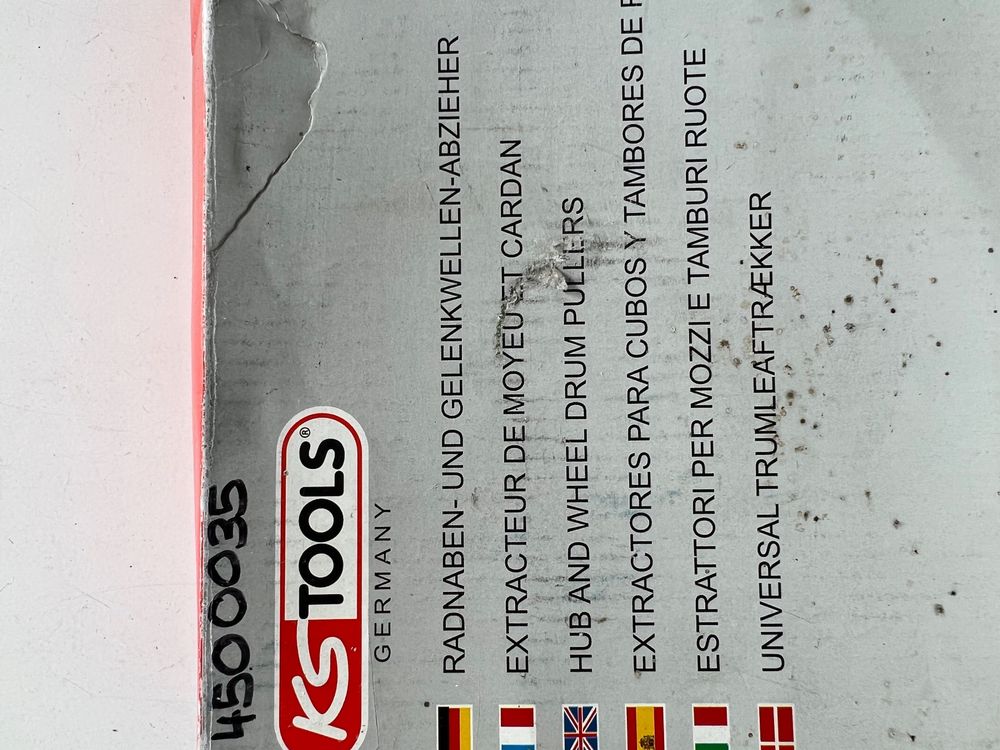 4500035
KS TOOLS®
GERMANY
RADNABEN- UND GELENKWELLEN-ABZIEHER
EXTRACTEUR DE MOYEU ET CARDAN
HUB AND WHEEL DRUM PULLERS
EXTRACTORES PARA CUBOS Y TAMBORES DE
ESTRATTORI PER MOZZI E TAMBURI RUOTE
UNIVERSAL TRUMLEAFTRÆKKER